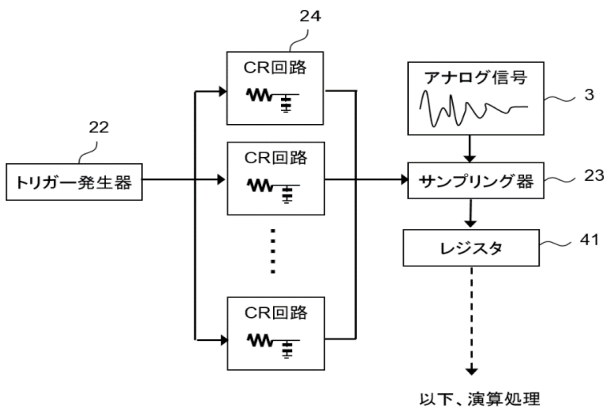 24
CR回路
アナログ信号
3
22
トリガー発生器
CR回路
サンプリング器
23
レジスタ
41
CR回路
以下、演算処理